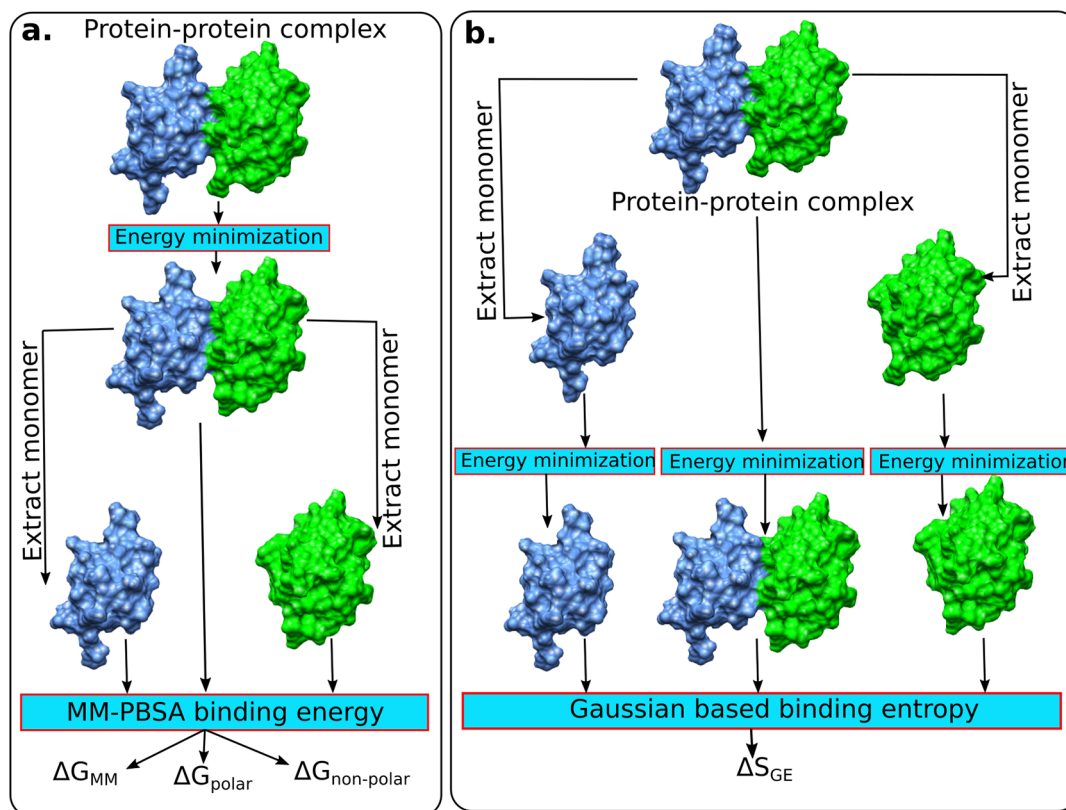 a.
Protein-protein complex
Energy minimization
Extract monomer
Extract monomer
MM-PBSA binding energy
ΔG_MM
ΔG_polar
ΔG_non-polar
b.
Extract monomer
Extract monomer
Protein-protein complex
Energy minimization
Energy minimization
Energy minimization
Gaussian based binding entropy
ΔS_GE